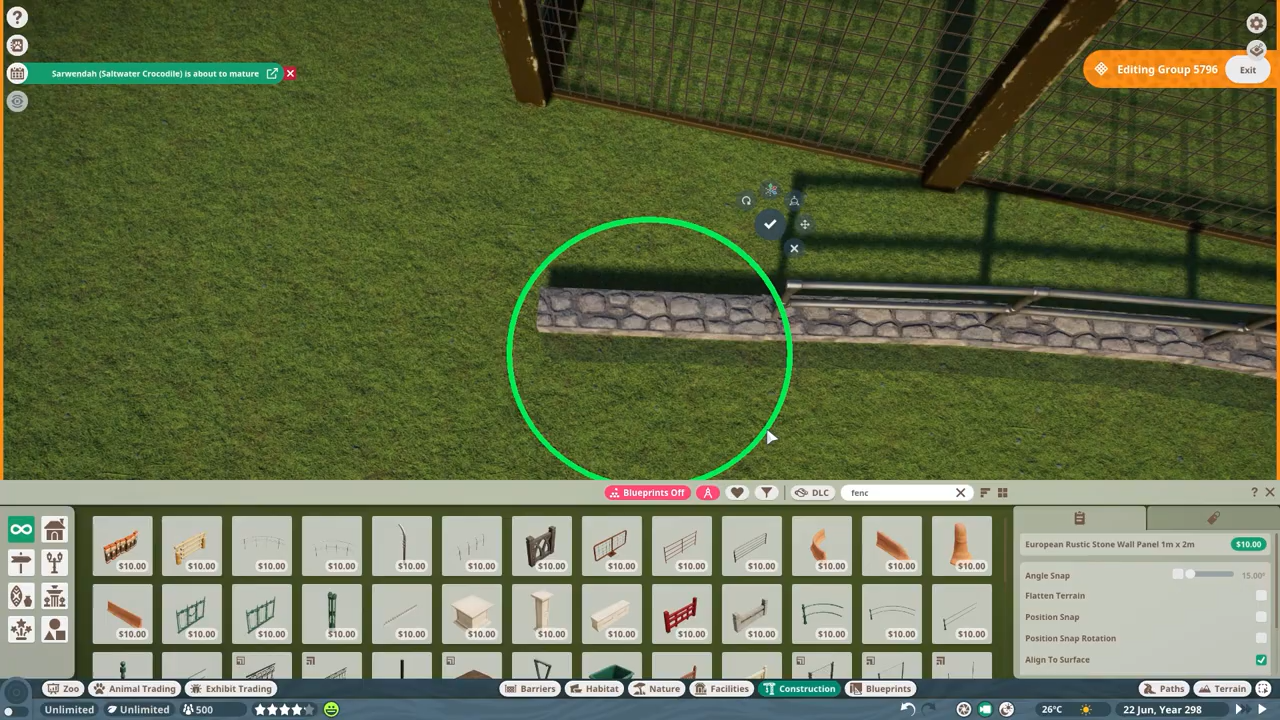 ?
Sarwendah (Saltwater Crocodile) is about to mature
Editing Group 5796
Exit
Blueprints Off
DLC
fenc
?
$10.00 $10.00 $10.00 $10.00 $10.00 $10.00 $10.00 $10.00 $10.00 $10.00 $10.00 $10.00 $10.00
$10.00 $10.00 $10.00 $10.00 $10.00 $10.00 $10.00 $10.00 $10.00 $10.00 $10.00 $10.00 $10.00
European Rustic Stone Wall Panel 1m x 2m
$10.00
Angle Snap
15.00°
Flatten Terrain
Position Snap
Position Snap Rotation
Align To Surface
Zoo
Animal Trading
Exhibit Trading
Barriers
Habitat
Nature
Facilities
Construction
Blueprints
Paths
Terrain
Unlimited
Unlimited
500
26°C
22 Jun, Year 298